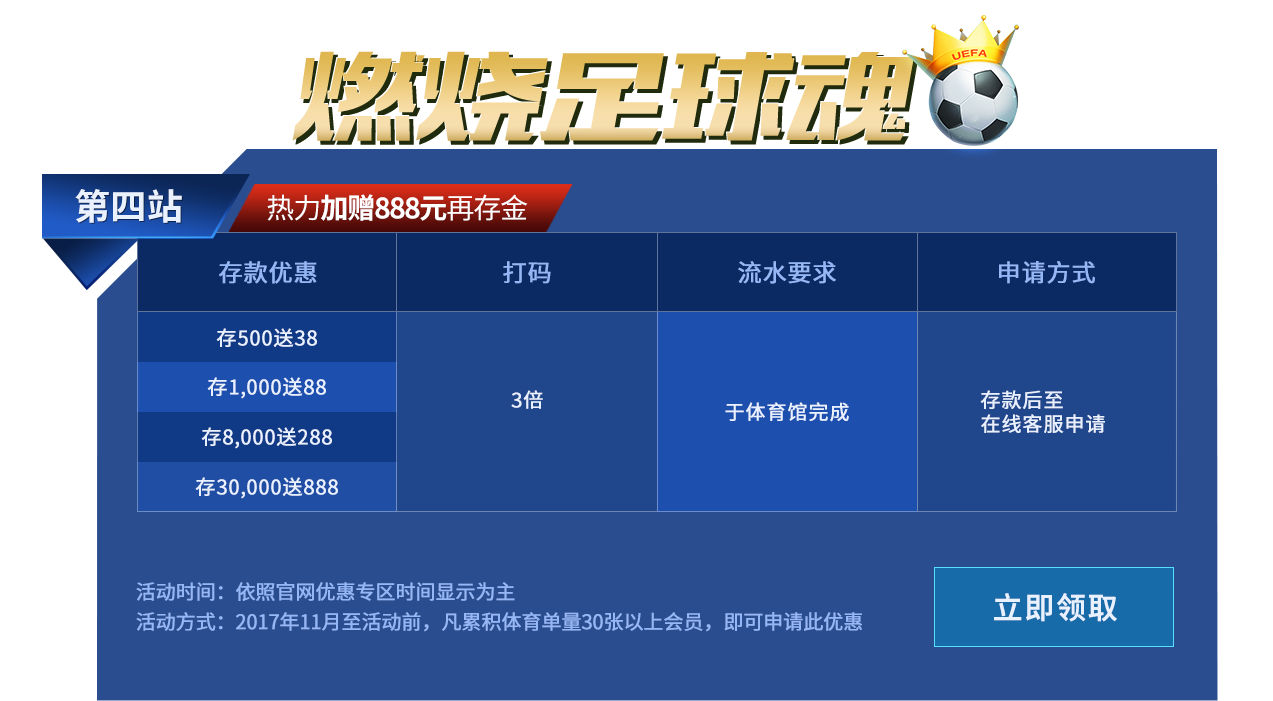 燃烧足球魂
UEFA
第四站
热力加赠888元再存金
存款优惠 打码 流水要求 申请方式
存500送38
存1,000送88
存8,000送288
存30,000送888
3倍
于体育馆完成
存款后至
在线客服申请
活动时间：依照官网优惠专区时间显示为主
活动方式：2017年11月至活动前，凡累积体育单量30张以上会员，即可申请此优惠
立即领取